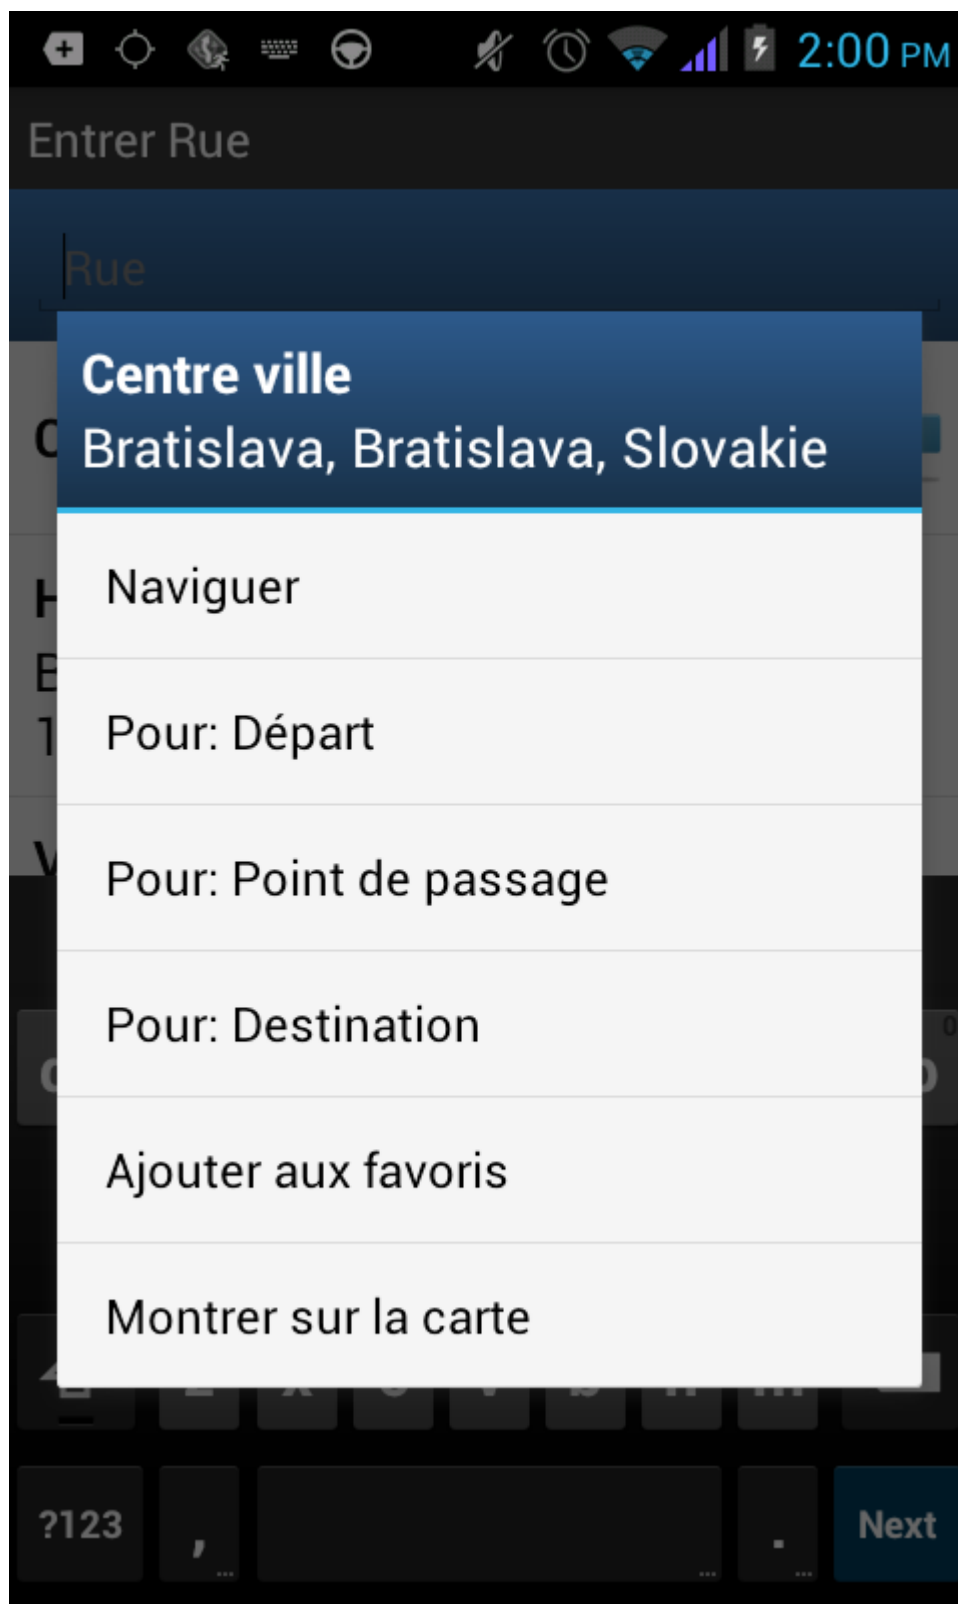 2:00 PM
Entrer Rue
Rue
Centre ville
Bratislava, Bratislava, Slovakie
Naviguer
Pour: Départ
Pour: Point de passage
Pour: Destination
Ajouter aux favoris
Montrer sur la carte
?123 , . Next